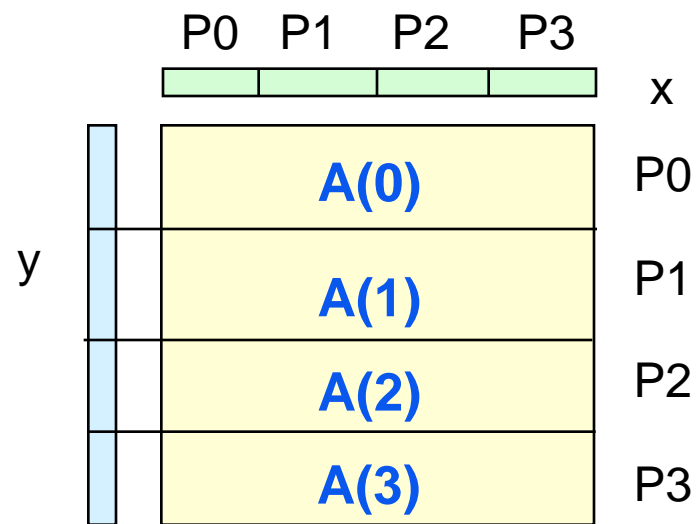 P0 P1 P2 P3
x
A(0) P0
y
A(1) P1
A(2) P2
A(3) P3